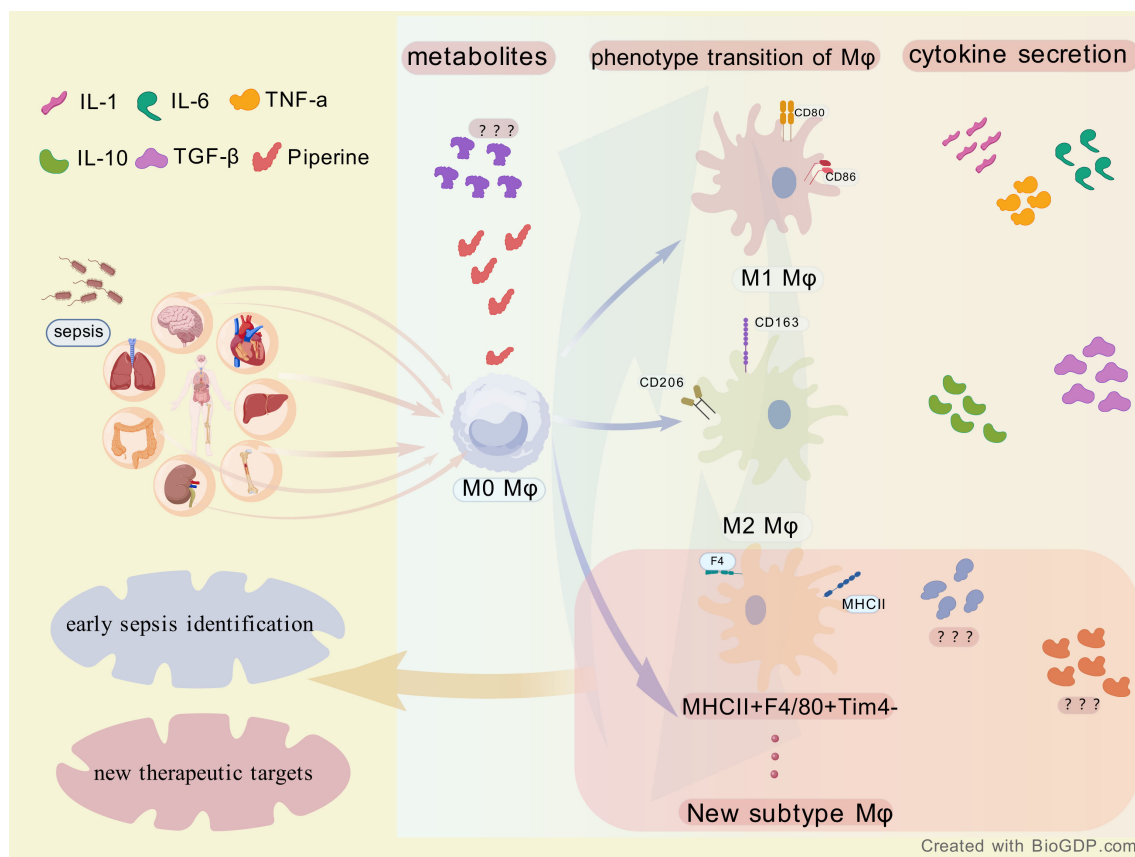 metabolites
phenotype transition of Mφ
cytokine secretion
IL-1
IL-6
TNF-a
IL-10
TGF-β
Piperine
? ? ?
CD80
CD86
M1 Mφ
sepsis
CD163
CD206
M0 Mφ
M2 Mφ
F4
MHCII
? ? ?
? ? ?
early sepsis identification
MHCII+F4/80+Tim4-
new therapeutic targets
New subtype Mφ
Created with BioGDP.com